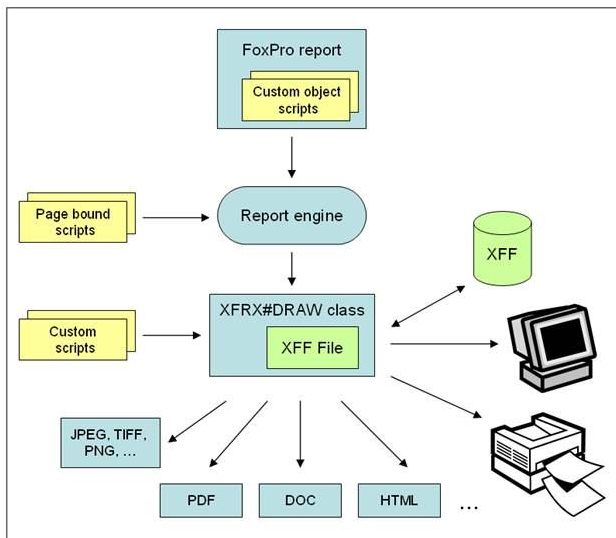 FoxPro report
Custom object
scripts
Page bound
scripts
Report engine
XFF
XFRX#DRAW class
XFF File
Custom
scripts
JPEG, TIFF,
PNG, ...
PDF
DOC
HTML
...